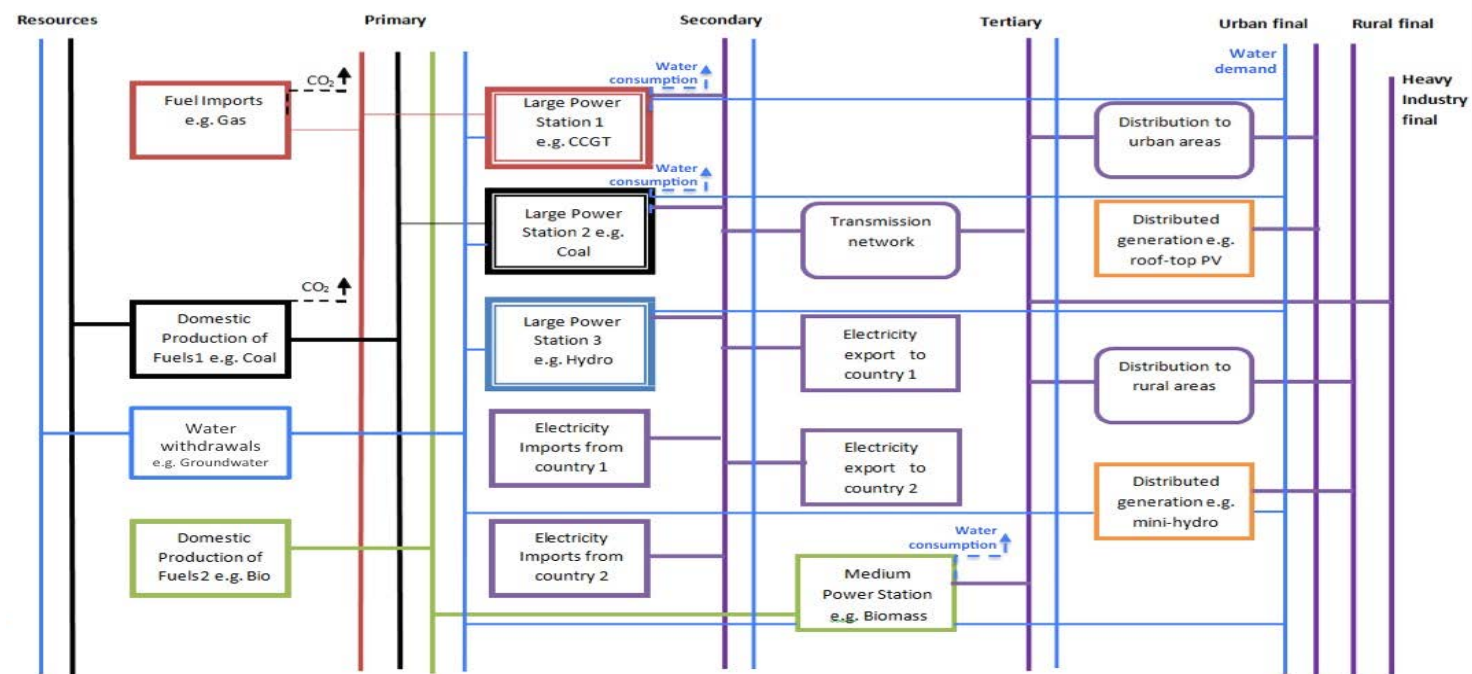 Resources
Primary
Secondary
Tertiary
Urban final
Rural final
Heavy
Industry
final
Water
demand
CO2
Fuel Imports
e.g. Gas
CO2
Domestic
Production of
Fuels1 e.g. Coal
Water
withdrawals
e.g. Groundwater
Domestic
Production of
Fuels2 e.g. Bio
Water
consumption
Large Power
Station 1
e.g. CCGT
Water
consumption
Large Power
Station 2 e.g.
Coal
Large Power
Station 3
e.g. Hydro
Electricity
Imports from
country 1
Electricity
Imports from
country 2
Transmission
network
Electricity
export to
country 1
Electricity
export to
country 2
Water
consumption
Medium
Power Station
e.g. Biomass
Distribution to
urban areas
Distributed
generation e.g.
roof-top PV
Distribution to
rural areas
Distributed
generation e.g.
mini-hydro